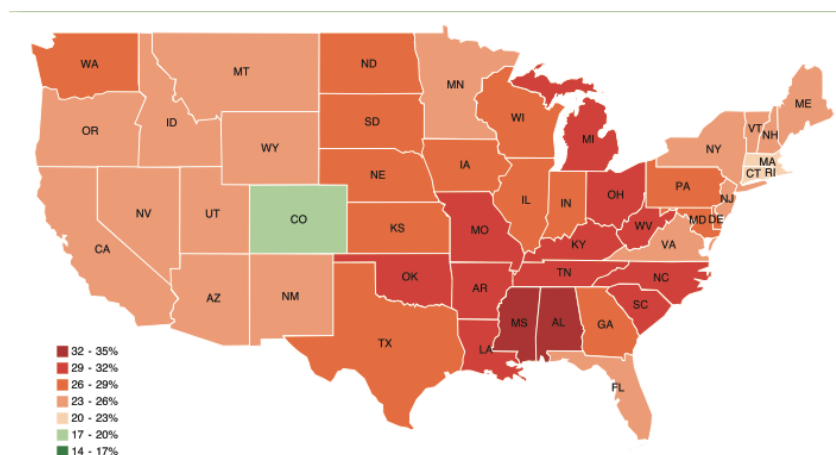 WA
MT
ND
MN
ME
OR
ID
SD
WI
VT
NH
WY
MI
NY
MA
CT RI
NE
IA
PA
NJ
NV
UT
CO
KS
IL
IN
OH
MD DE
CA
MO
KY
WV
VA
AZ
NM
OK
AR
TN
NC
SC
TX
LA
MS
AL
GA
FL
32 - 35%
29 - 32%
26 - 29%
23 - 26%
20 - 23%
17 - 20%
14 - 17%